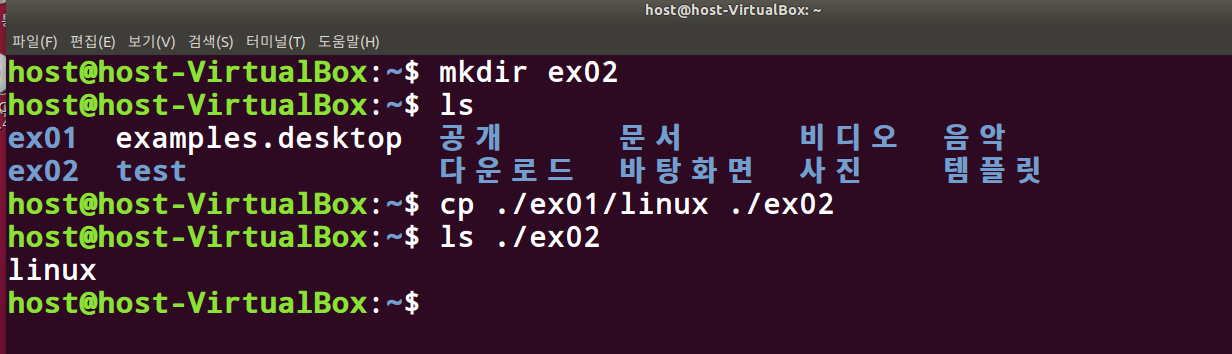 host@host-VirtualBox: ~
파일(F) 편집(E) 보기(V) 검색(S) 터미널(T) 도움말(H)
host@host-VirtualBox:~$ mkdir ex02
host@host-VirtualBox:~$ ls
ex01 examples.desktop 공개 문서 비디오 음악
ex02 test 다운로드 바탕화면 사진 템플릿
host@host-VirtualBox:~$ cp ./ex01/linux ./ex02
host@host-VirtualBox:~$ ls ./ex02
linux
host@host-VirtualBox:~$